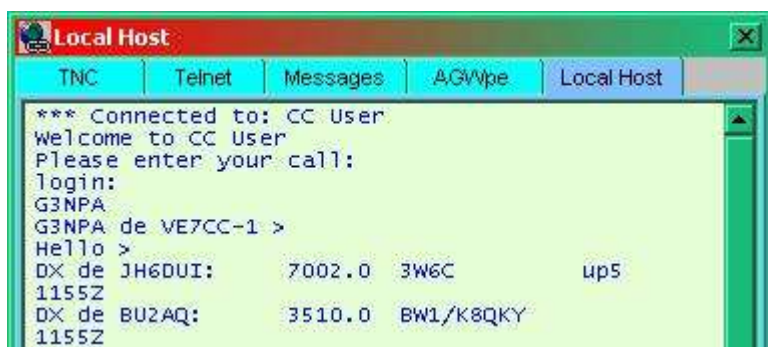 Local Host
TNC Telnet Messages AGWpe Local Host
*** Connected to: CC User
Welcome to CC User
Please enter your call:
login:
G3NPA
G3NPA de VE7CC-1 >
Hello >
DX de JH6DUI: 7002.0 3W6C up5
1155Z
DX de BU2AQ: 3510.0 BW1/K8QKY
1155Z